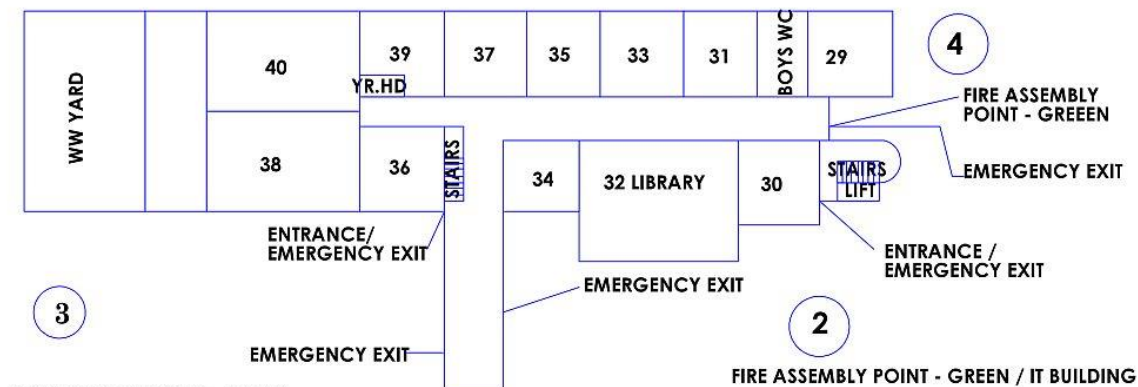 WW YARD
40
39
YR.HD
37
35
33
31
BOYS WC
29
4
FIRE ASSEMBLY
POINT - GREEEN
EMERGENCY EXIT
38
36
STAIRS
34
32 LIBRARY
30
STAIRS
LIFT
ENTRANCE/
EMERGENCY EXIT
ENTRANCE /
EMERGENCY EXIT
EMERGENCY EXIT
3
2
EMERGENCY EXIT
FIRE ASSEMBLY POINT - GREEN / IT BUILDING